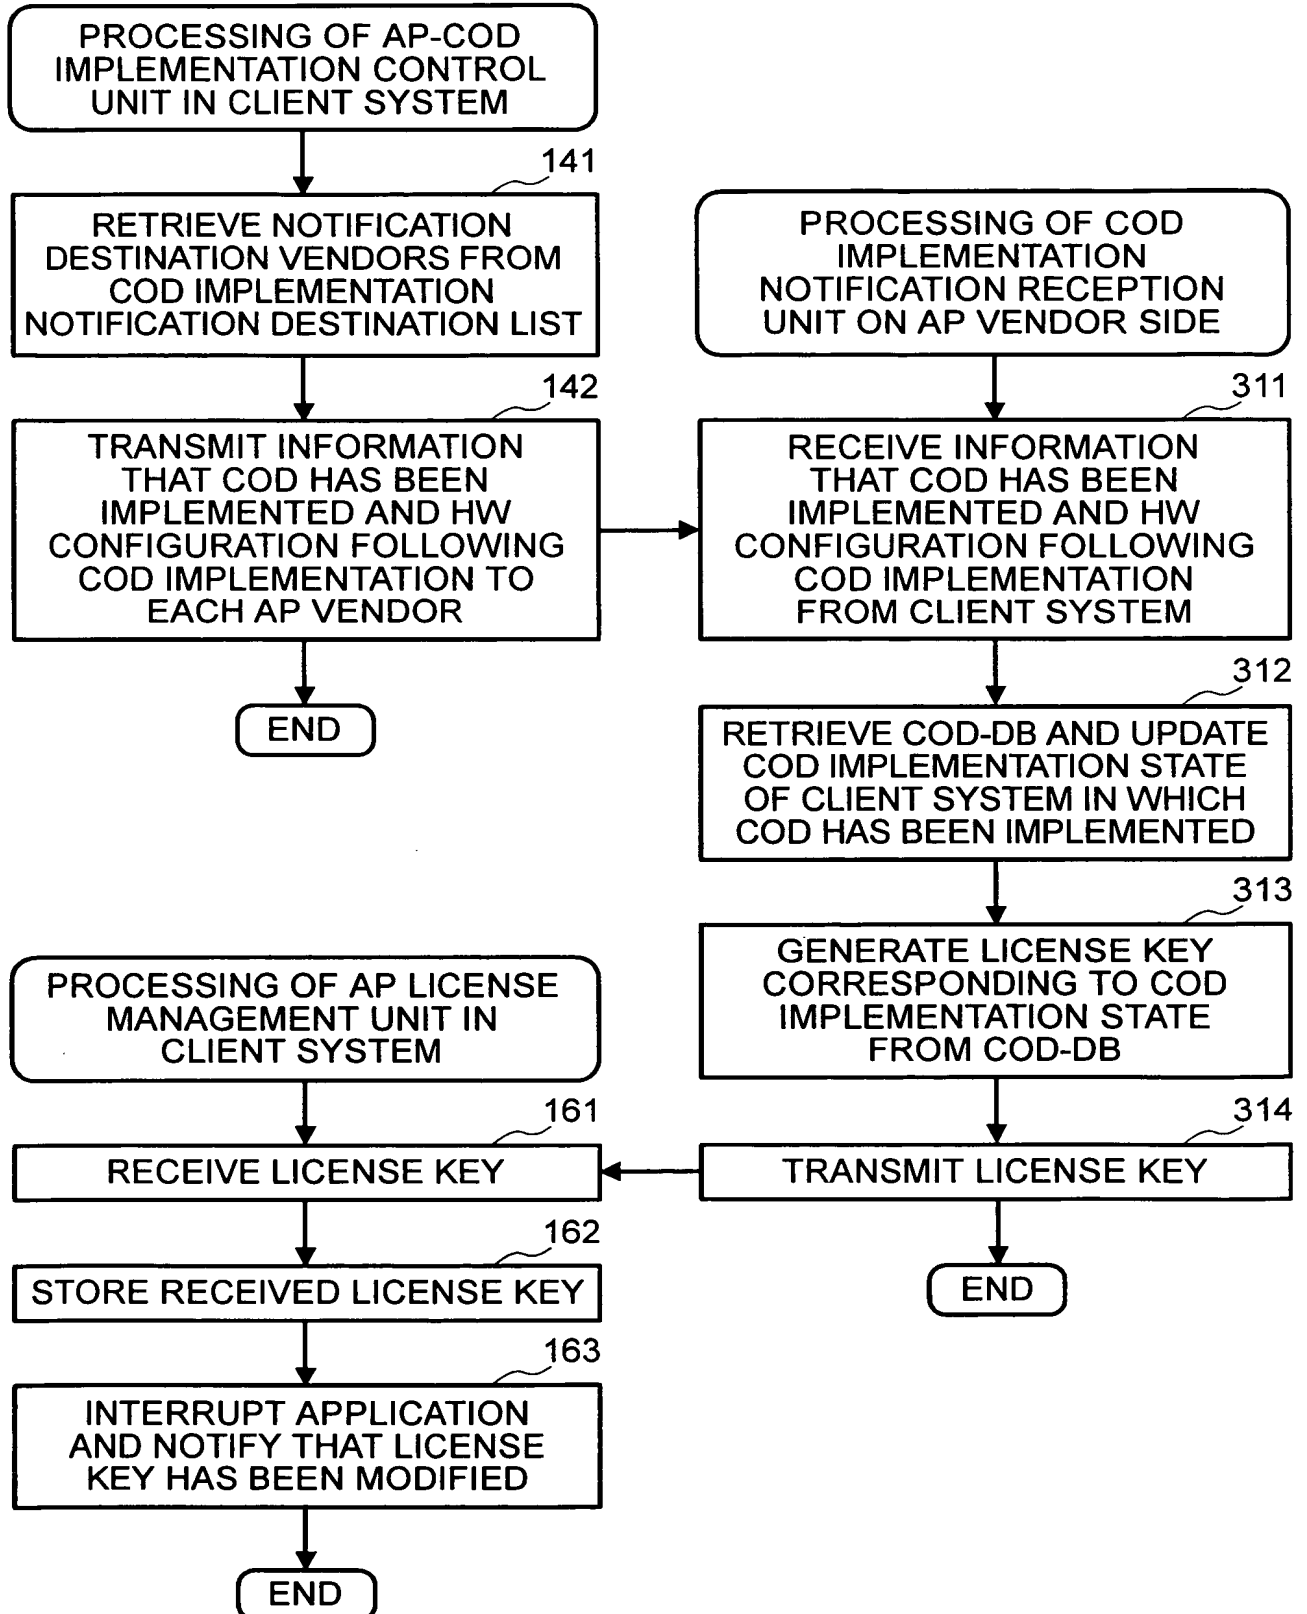 PROCESSING OF AP-COD
IMPLEMENTATION CONTROL
UNIT IN CLIENT SYSTEM
141
RETRIEVE NOTIFICATION
DESTINATION VENDORS FROM
COD IMPLEMENTATION
NOTIFICATION DESTINATION LIST
142
TRANSMIT INFORMATION
THAT COD HAS BEEN
IMPLEMENTED AND HW
CONFIGURATION FOLLOWING
COD IMPLEMENTATION TO
EACH AP VENDOR
END
PROCESSING OF COD
IMPLEMENTATION
NOTIFICATION RECEPTION
UNIT ON AP VENDOR SIDE
311
RECEIVE INFORMATION
THAT COD HAS BEEN
IMPLEMENTED AND HW
CONFIGURATION FOLLOWING
COD IMPLEMENTATION
FROM CLIENT SYSTEM
312
RETRIEVE COD-DB AND UPDATE
COD IMPLEMENTATION STATE
OF CLIENT SYSTEM IN WHICH
COD HAS BEEN IMPLEMENTED
313
GENERATE LICENSE KEY
CORRESPONDING TO COD
IMPLEMENTATION STATE
FROM COD-DB
314
TRANSMIT LICENSE KEY
END
PROCESSING OF AP LICENSE
MANAGEMENT UNIT IN
CLIENT SYSTEM
161
RECEIVE LICENSE KEY
162
STORE RECEIVED LICENSE KEY
163
INTERRUPT APPLICATION
AND NOTIFY THAT LICENSE
KEY HAS BEEN MODIFIED
END